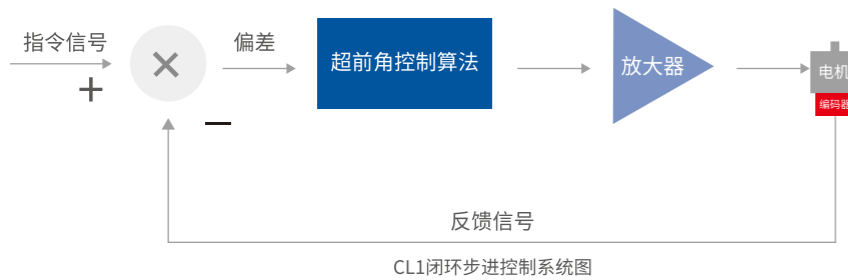 指令信号
偏差
超前角控制算法
放大器
电机
编码器
+
×
—
反馈信号
CL1闭环步进控制系统图